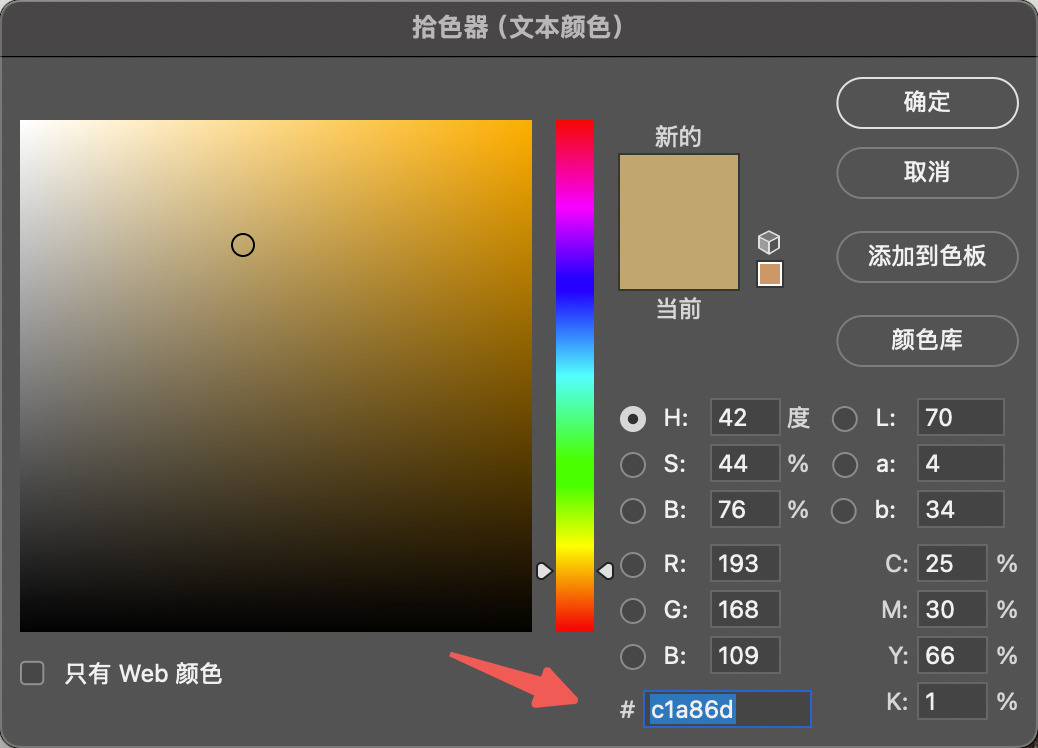 拾色器 (文本颜色)
确定
新的
取消
添加到色板
当前
颜色库
H: 42 度 L: 70
S: 44 % a: 4
B: 76 % b: 34
R: 193 C: 25 %
G: 168 M: 30 %
B: 109 Y: 66 %
只有 Web 颜色
# c1a86d K: 1 %